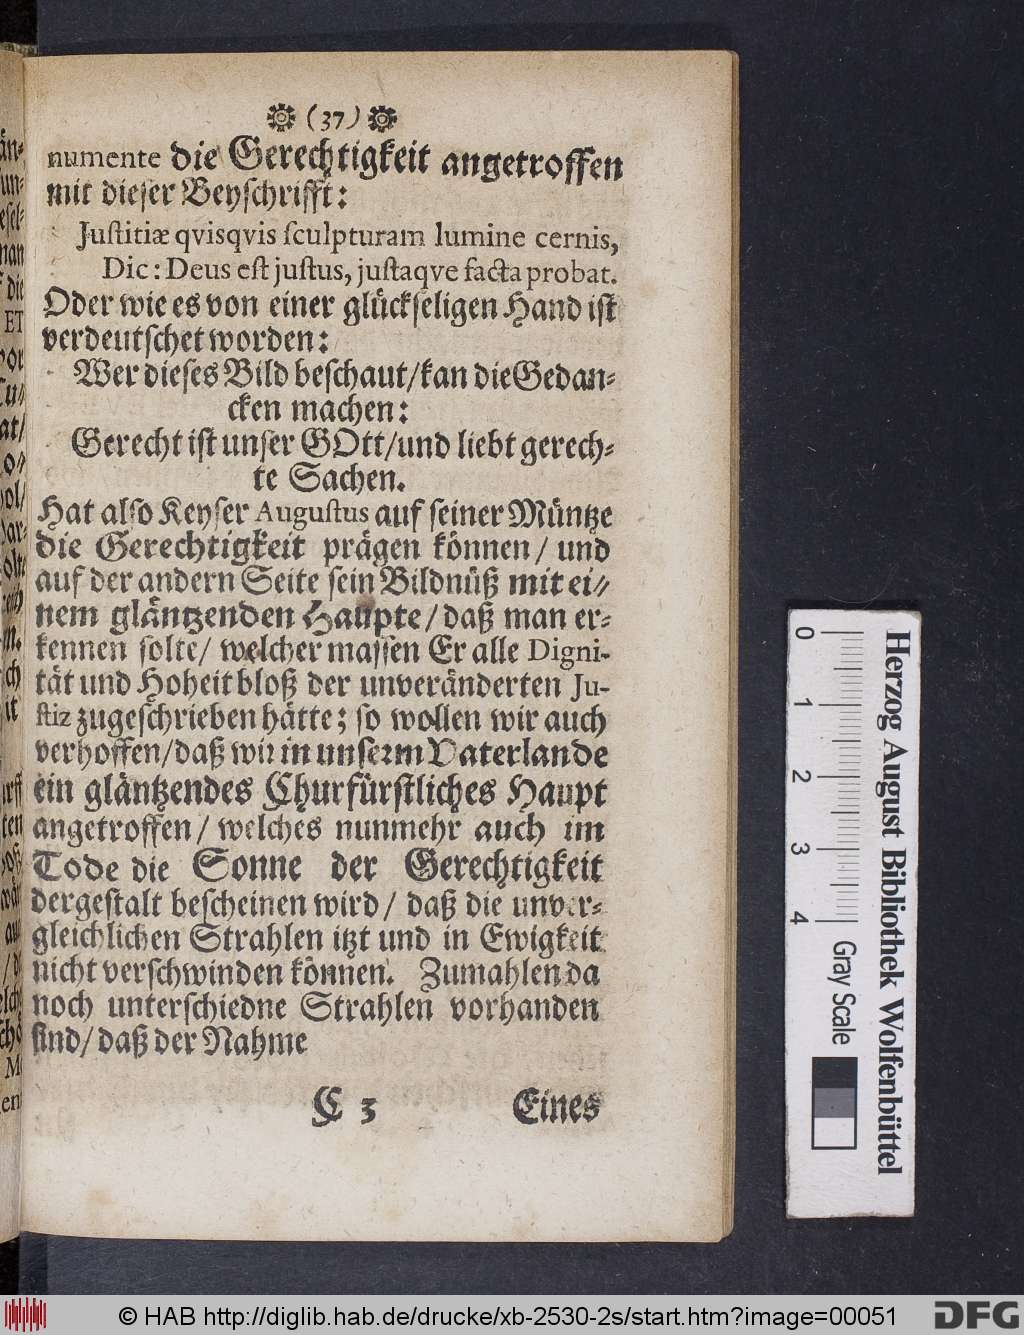 (37)
numente die Gerechtigkeit angetroffen
mit dieser Beyschrifft:
Justitiæ qvisqvis sculpturam lumine cernis,
Dic: Deus est justus, justaqve facta probat.
Oder wie es von einer glückseligen Hand ist
verdeutschet worden:
Wer dieses Bild beschaut/kan die Gedan-
cken machen:
Gerecht ist unser GOtt/und liebt gerech-
te Sachen.
Hat also Keyser Augustus auf seiner Müntze
die Gerechtigkeit prägen können/ und
auf der andern Seite sein Bildnüß mit ei-
nem gläntzenden Haupte/ daß man er-
kennen solte/ welcher massen Er alle Digni-
tät und Hoheit bloß der unveränderten Ju-
stiz zugeschrieben hätte; so wollen wir auch
verhoffen/daß wir in unserm Vaterlande
ein gläntzendes Churfürstliches Haupt
angetroffen/ welches nunmehr auch im
Tode die Sonne der Gerechtigkeit
dergestalt bescheinen wird/ daß die unver-
gleichlichen Strahlen itzt und in Ewigkeit
nicht verschwinden können. Zumahlen da
noch unterschiedne Strahlen vorhanden
sind/ daß der Nahme
C 3 Eines
0 1 2 3 4 Gray Scale
Herzog August Bibliothek Wolfenbüttel
© HAB http://diglib.hab.de/drucke/xb-2530-2s/start.htm?image=00051
DFG